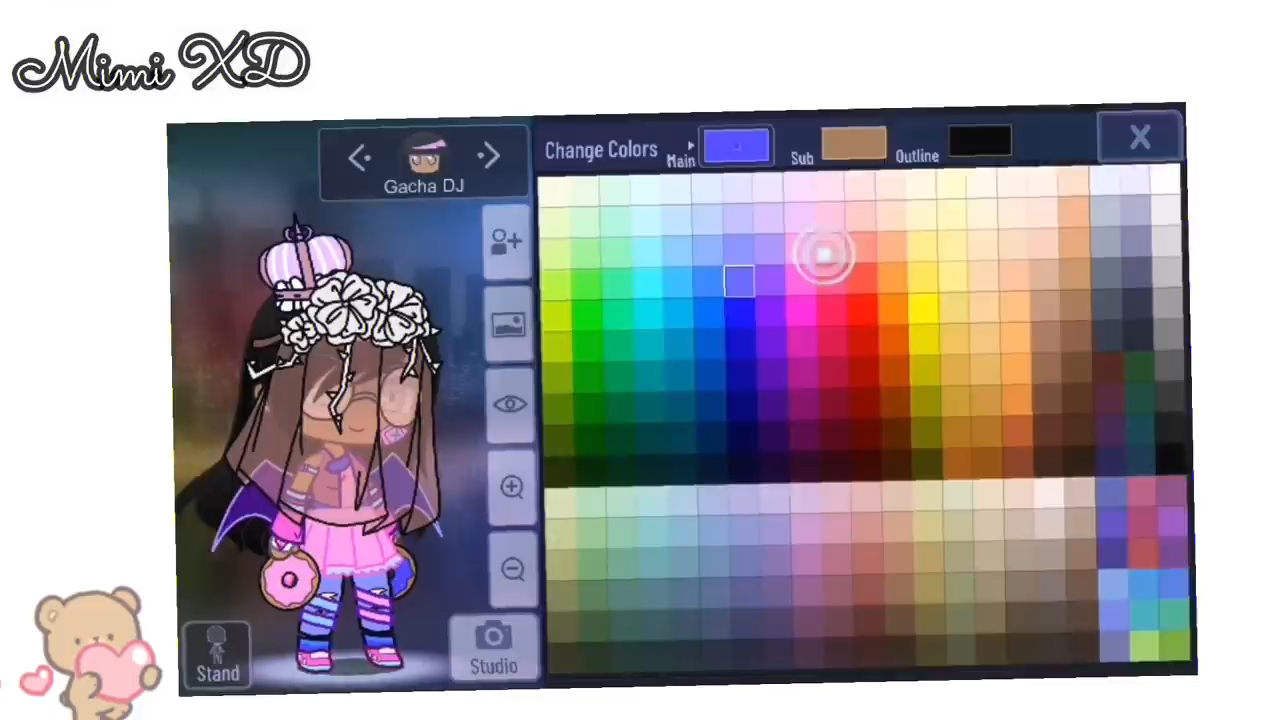 Mimi XD
Gacha DJ
Change Colors Main Sub Outline X
Stand
Studio